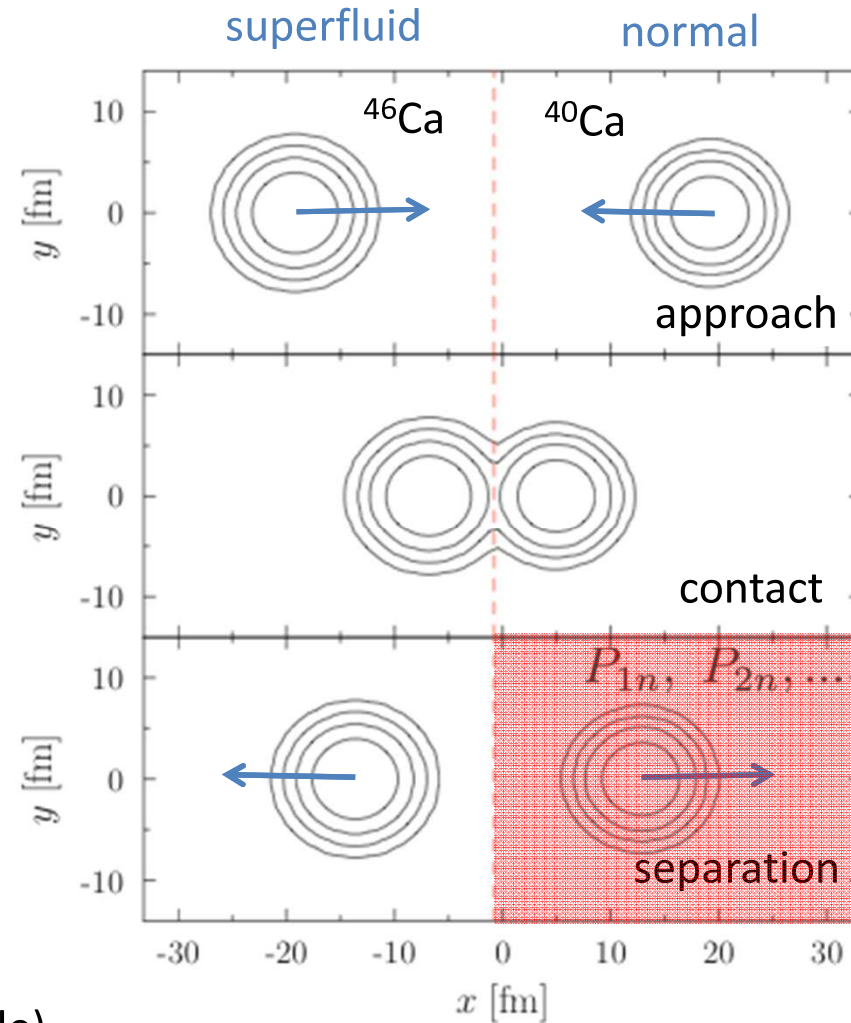 superfluid normal
10
⁴⁶Ca ⁴⁰Ca
y [fm]
0
-10
approach
10
y [fm]
0
-10
contact
P₁ₙ, P₂ₙ, ...
10
y [fm]
0
-10
separation
-30 -20 -10 0 10 20 30
x [fm]